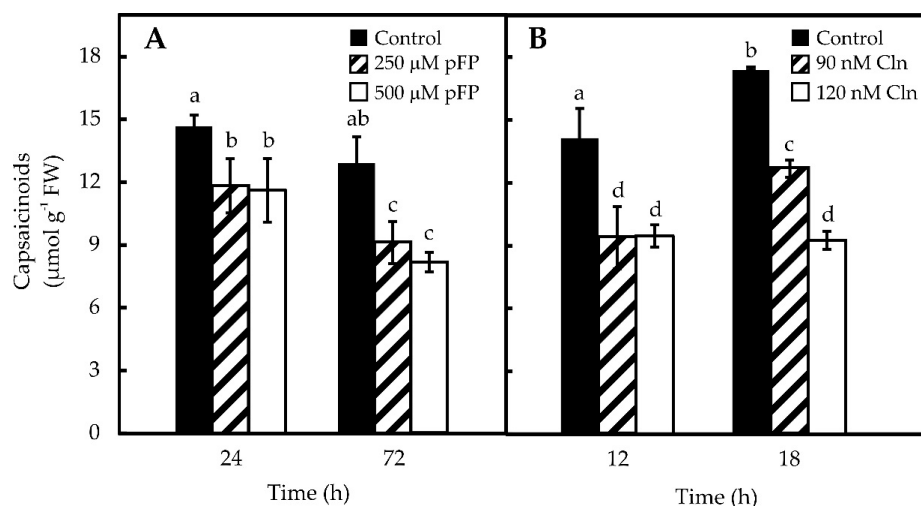 A
Control
250 µM pFP
500 µM pFP
B
Control
90 nM Cln
120 nM Cln
Capsaicinoids
(µmol g-1 FW)
18
15
12
9
6
3
0
a
b
b
ab
c
c
a
d
d
b
c
d
24
72
12
18
Time (h)
Time (h)